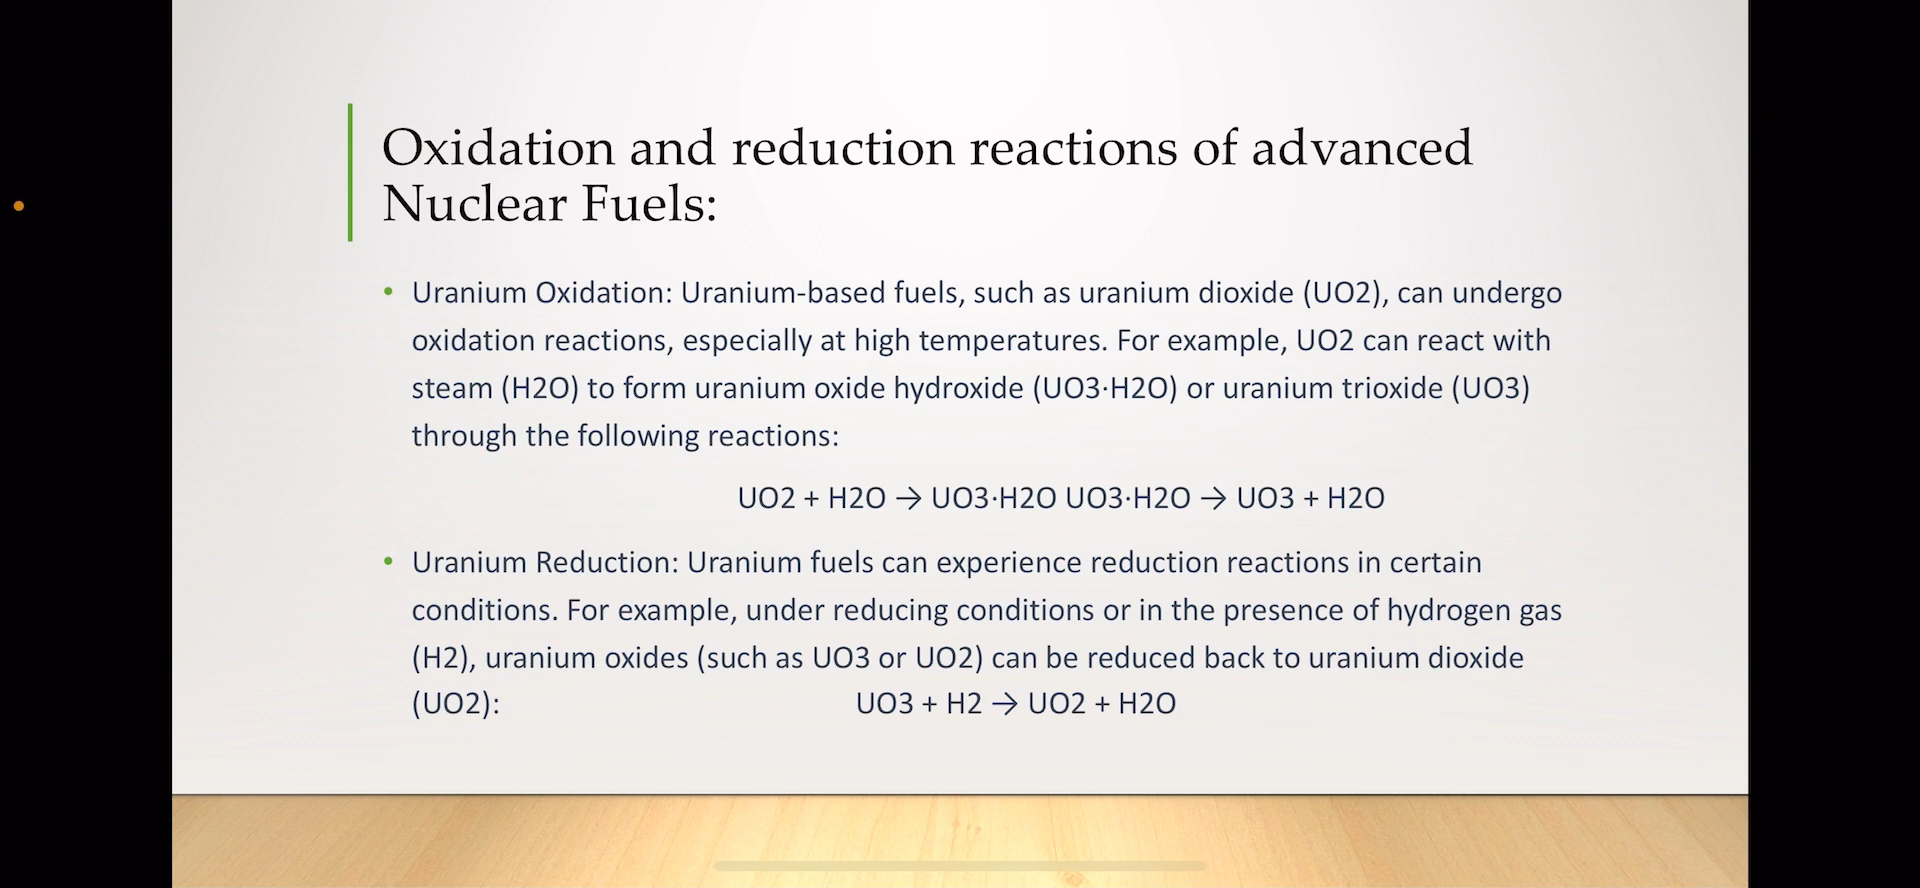 Oxidation and reduction reactions of advanced
Nuclear Fuels:
• Uranium Oxidation: Uranium-based fuels, such as uranium dioxide (UO2), can undergo
oxidation reactions, especially at high temperatures. For example, UO2 can react with
steam (H2O) to form uranium oxide hydroxide (UO3·H2O) or uranium trioxide (UO3)
through the following reactions:
UO2 + H2O → UO3·H2O UO3·H2O → UO3 + H2O
• Uranium Reduction: Uranium fuels can experience reduction reactions in certain
conditions. For example, under reducing conditions or in the presence of hydrogen gas
(H2), uranium oxides (such as UO3 or UO2) can be reduced back to uranium dioxide
(UO2): UO3 + H2 → UO2 + H2O